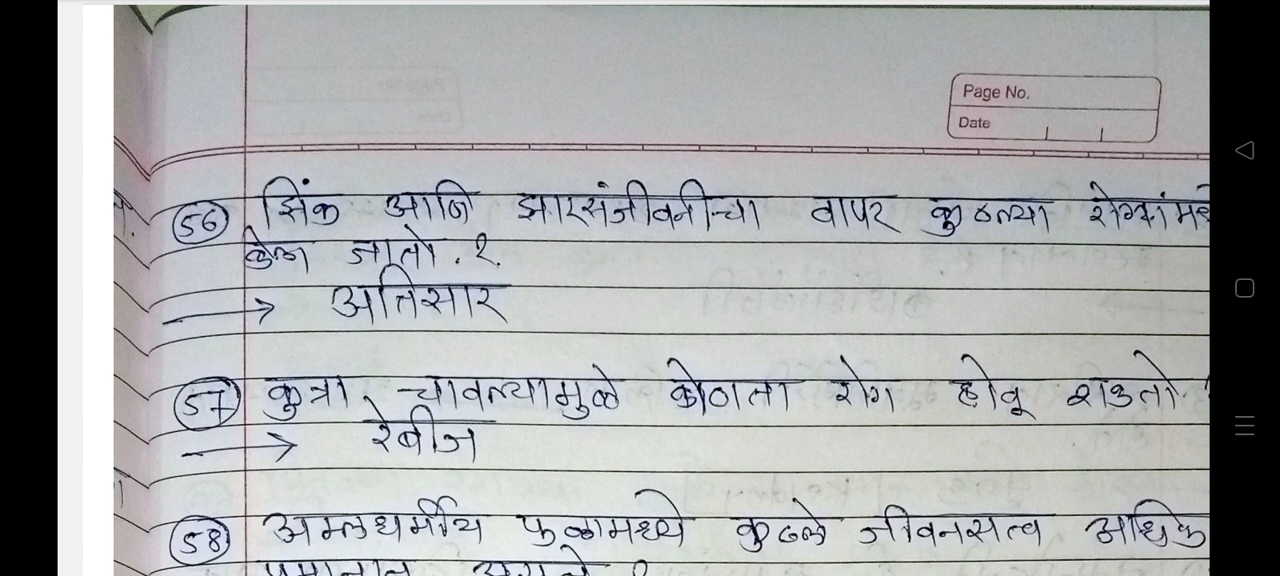 Page No.
Date
56 झिंक आणि क्षारसंजीवनीचा वापर कुठल्या रोगांमध्ये
केला जातो.?
→ अतिसार
57 कुत्रा चावल्यामुळे कोणता रोग होवू शकतो?
→ रेबीज
58 अम्लधर्मीय फळामध्ये कुठले जीवनसत्व अधिक